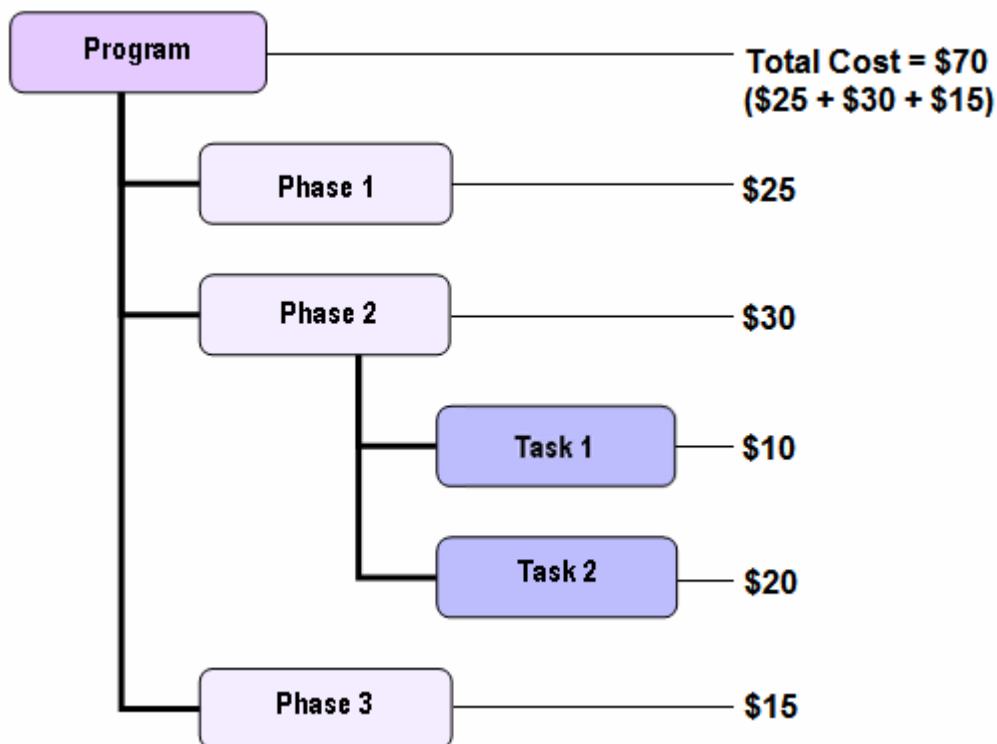 Program
Total Cost = $70
($25 + $30 + $15)
Phase 1
$25
Phase 2
$30
Task 1
$10
Task 2
$20
Phase 3
$15